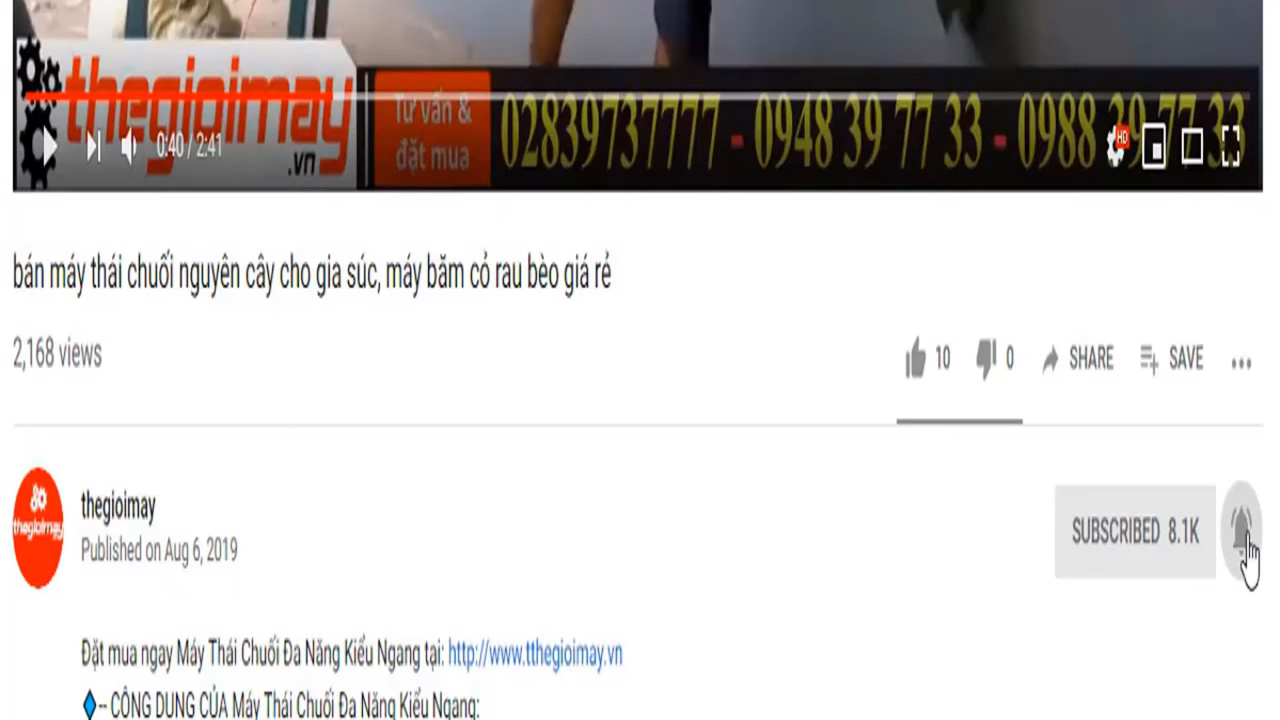 thegioimay
.vn
Tư vấn &
đặt mua
02839737777 - 0948 39 77 33 - 0988 39 77 33
0:40 / 2:41
HD
bán máy thái chuối nguyên cây cho gia súc, máy băm cỏ rau bèo giá rẻ
2,168 views
10 0 SHARE SAVE
thegioimay
thegioimay
Published on Aug 6, 2019
SUBSCRIBED 8.1K
Đặt mua ngay Máy Thái Chuối Đa Năng Kiểu Ngang tại: http://www.tthegioimay.vn
-- CÔNG DỤNG CỦA Máy Thái Chuối Đa Năng Kiểu Ngang: